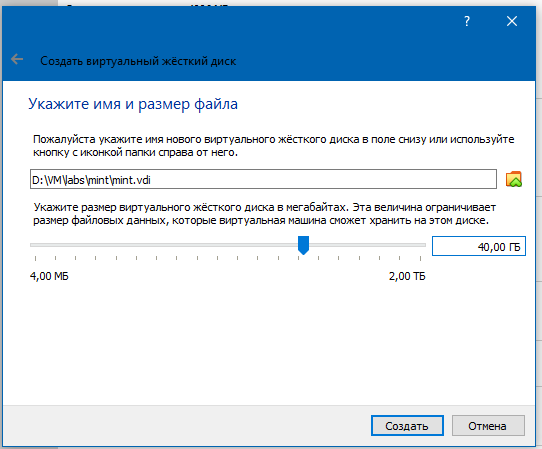 ?
Создать виртуальный жёсткий диск
Укажите имя и размер файла
Пожалуйста укажите имя нового виртуального жёсткого диска в поле снизу или используйте
кнопку с иконкой папки справа от него.
D:\VM\labs\mint\mint.vdi
Укажите размер виртуального жёсткого диска в мегабайтах. Эта величина ограничивает
размер файловых данных, которые виртуальная машина сможет хранить на этом диске.
40,00 ГБ
4,00 МБ 2,00 ТБ
Создать Отмена